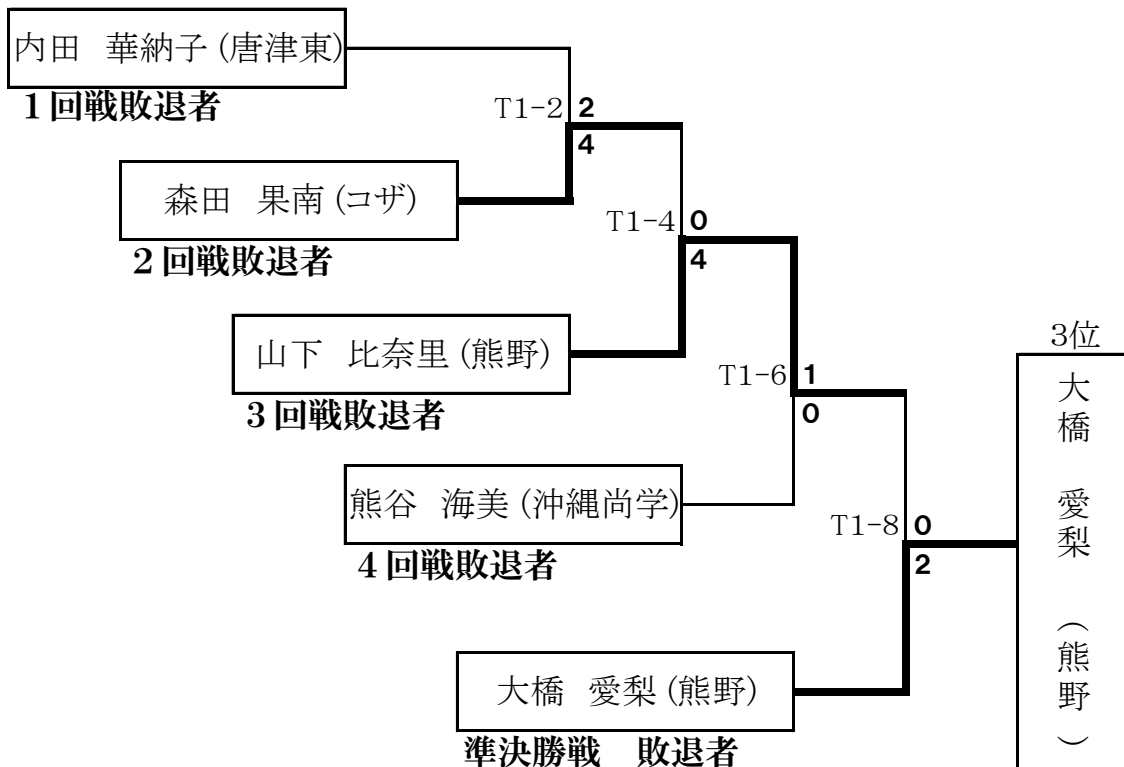 内田 華納子 (唐津東)
1回戦敗退者
T1-2
2
4
森田 果南 (コザ)
2回戦敗退者
T1-4
0
4
山下 比奈里 (熊野)
3回戦敗退者
T1-6
1
0
熊谷 海美 (沖縄尚学)
4回戦敗退者
T1-8
0
2
大橋 愛梨 (熊野)
準決勝戦 敗退者
3位
大橋 愛梨 (熊野)